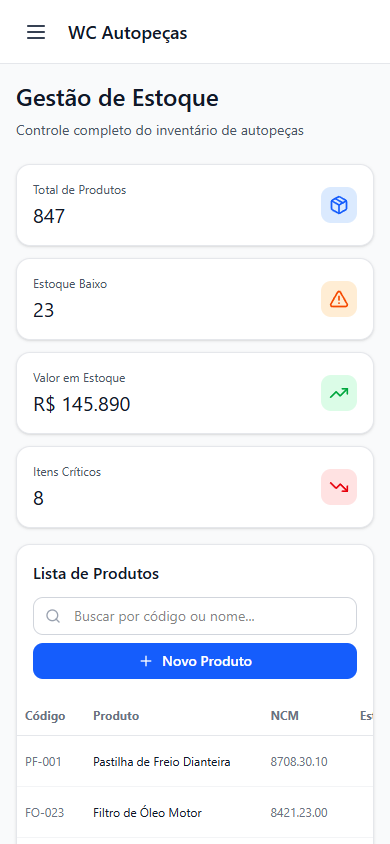 WC Autopeças
Gestão de Estoque
Controle completo do inventário de autopeças
Total de Produtos
847
Estoque Baixo
23
Valor em Estoque
R$ 145.890
Itens Críticos
8
Lista de Produtos
Buscar por código ou nome...
Novo Produto
Código Produto NCM Est
PF-001 Pastilha de Freio Dianteira 8708.30.10
FO-023 Filtro de Óleo Motor 8421.23.00